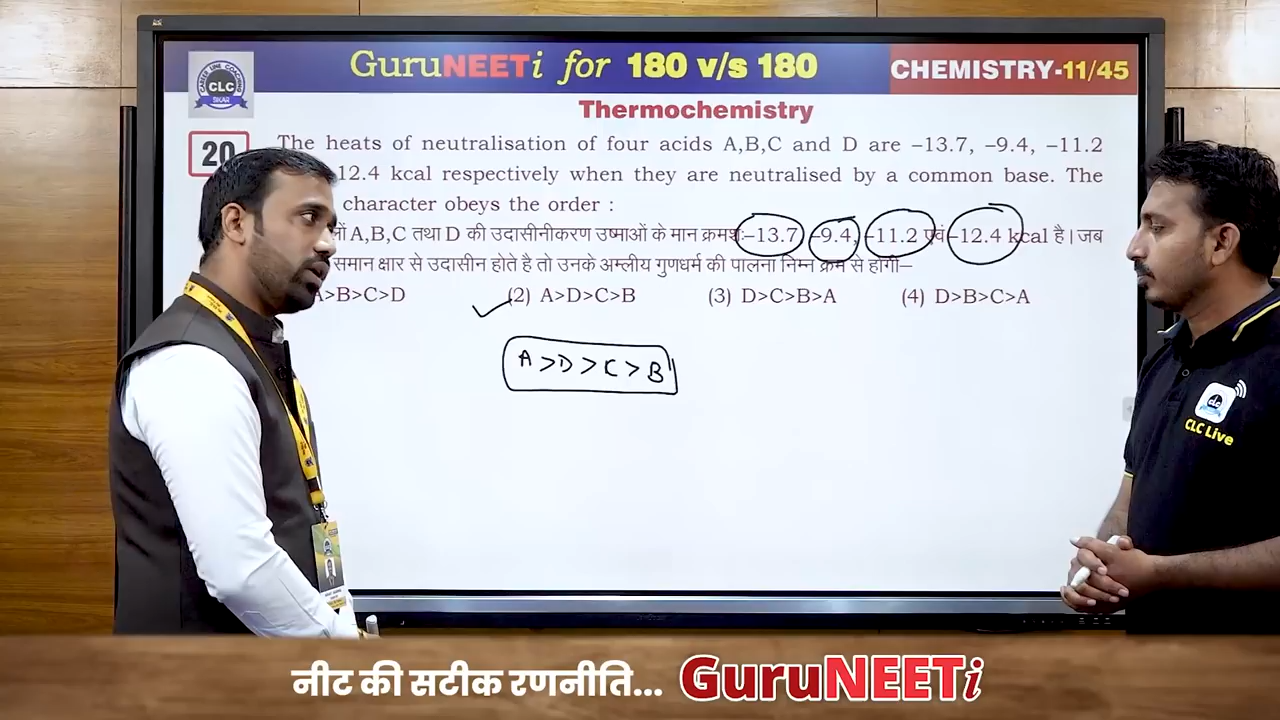 GuruNEETi for 180 v/s 180
CHEMISTRY-11/45
CLC
SIKAR
Thermochemistry
20
The heats of neutralisation of four acids A,B,C and D are –13.7, –9.4, –11.2
12.4 kcal respectively when they are neutralised by a common base. The
character obeys the order :
A,B,C तथा D की उदासीनीकरण उष्माओं के मान क्रमशः–13.7, –9.4, –11.2 एवं –12.4 kcal है। जब
समान क्षार से उदासीन होते है तो उनके अम्लीय गुणधर्म की पालना निम्न क्रम से होगी–
A>B>C>D (2) A>D>C>B (3) D>C>B>A (4) D>B>C>A
A > D > C > B
CLC Live
नीट की सटीक रणनीति... GuruNEETi